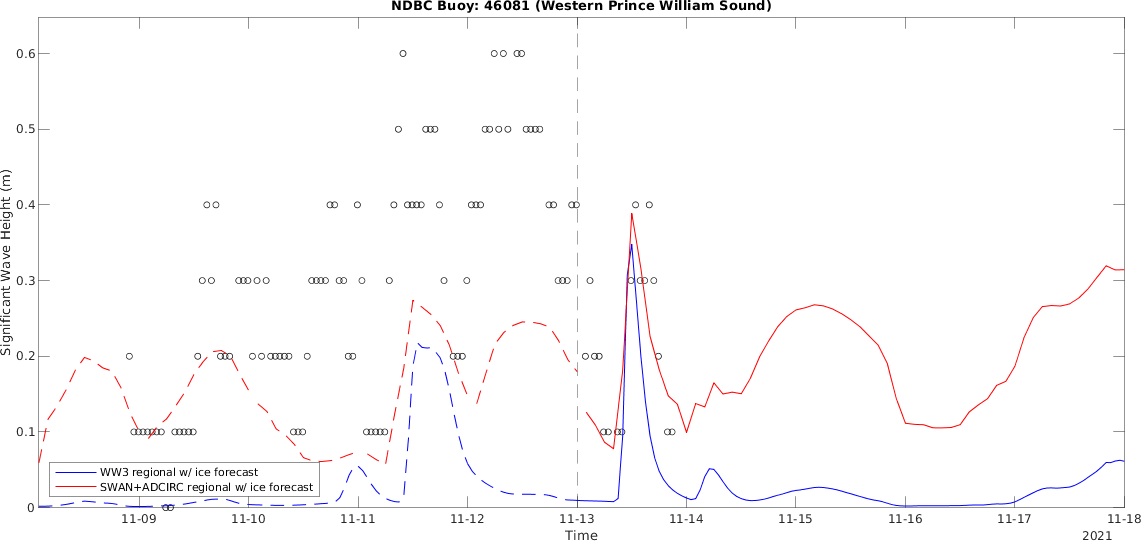 NDBC Buoy: 46081 (Western Prince William Sound)
Significant Wave Height (m)
0.6
0.5
0.4
0.3
0.2
0.1
0
WW3 regional w/ ice forecast
SWAN+ADCIRC regional w/ ice forecast
11-09 11-10 11-11 11-12 11-13 11-14 11-15 11-16 11-17 11-18
Time
2021